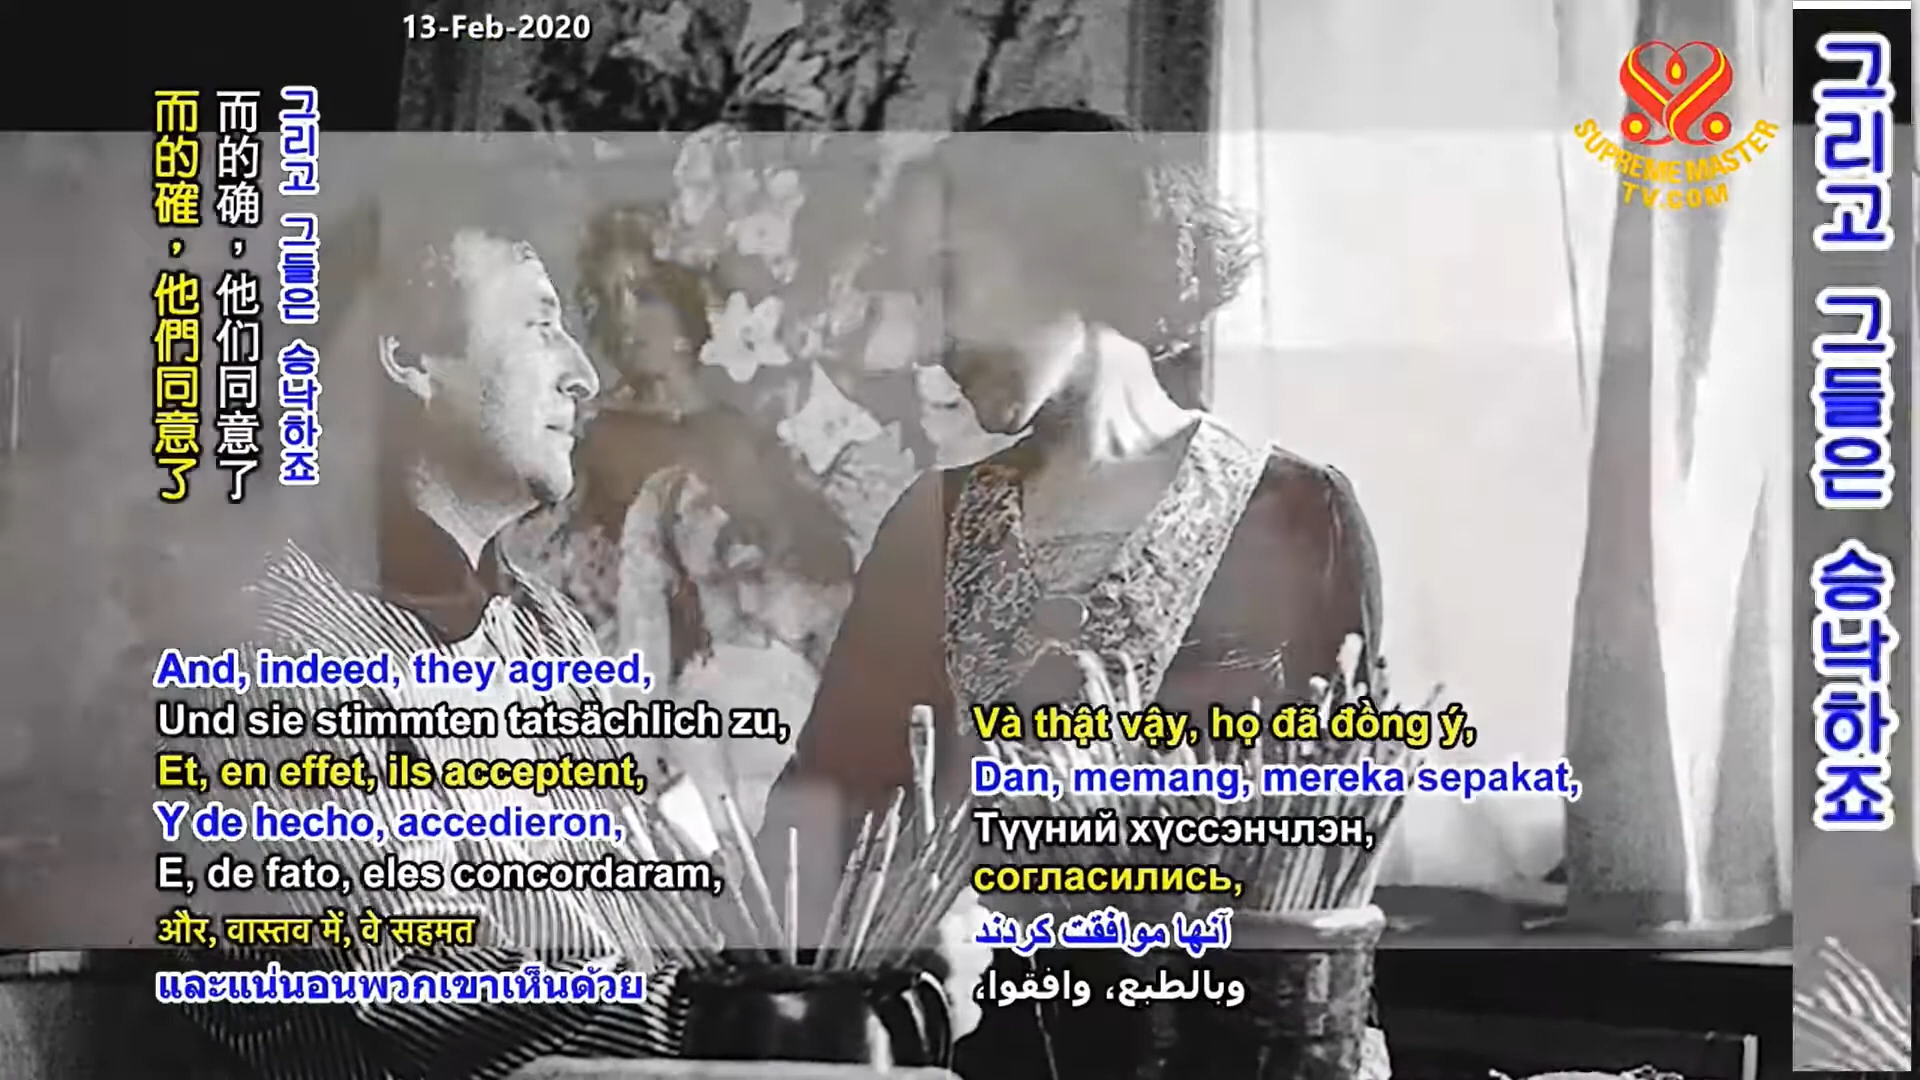 13-Feb-2020
SUPREME MASTER
TV.COM
而的確，他們同意了
而的确，他们同意了
그리고 그들은 승낙하죠
그리고 그들은 승낙하죠
And, indeed, they agreed,
Und sie stimmten tatsächlich zu,
Et, en effet, ils acceptent,
Y de hecho, accedieron,
E, de fato, eles concordaram,
और, वास्तव में, वे सहमत
และแน่นอนพวกเขาเห็นด้วย
Và thật vậy, họ đã đồng ý,
Dan, memang, mereka sepakat,
Түүний хүссэнчлэн,
согласились,
آنها موافقت کردند
وبالطبع، وافقوا،